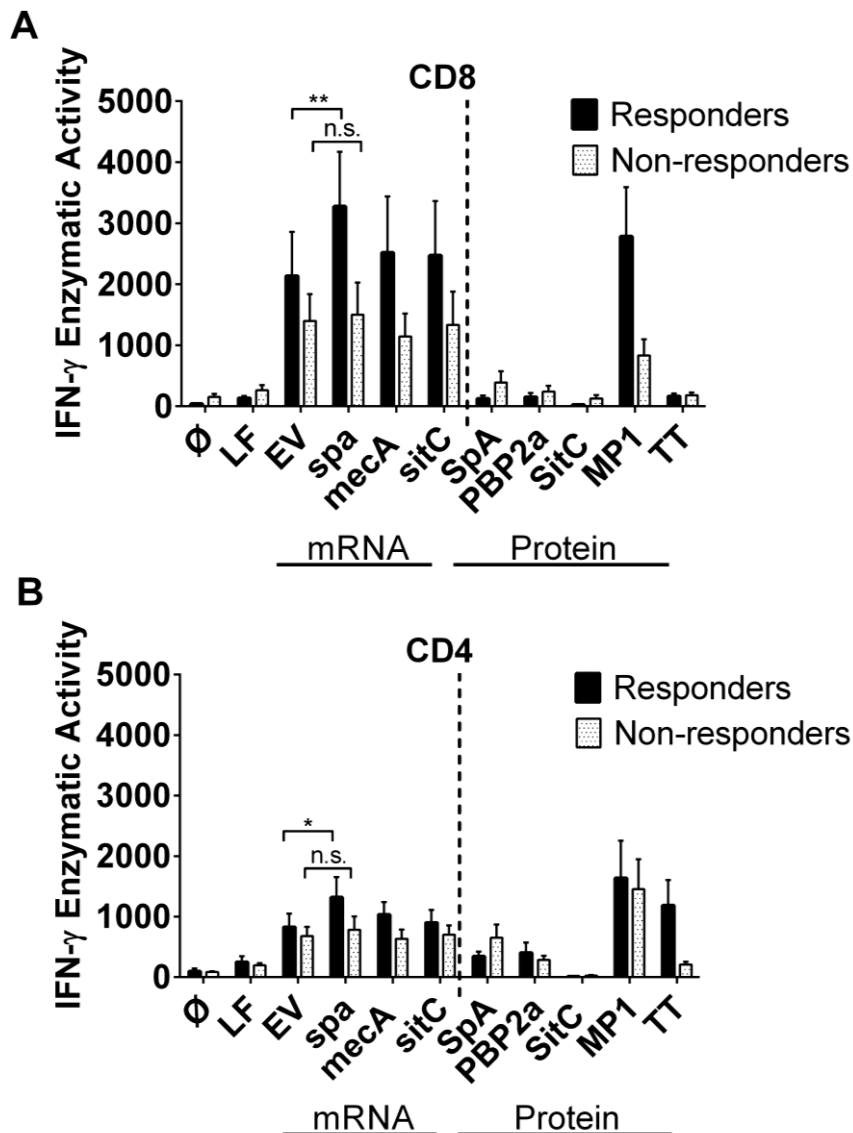 A
CD8
IFN-γ Enzymatic Activity
5000
4000
3000
2000
1000
0
**
n.s.
Responders
Non-responders
Ø
LF
EV
spa
mecA
sitC
SpA
PBP2a
SitC
MP1
TT
mRNA
Protein
B
CD4
IFN-γ Enzymatic Activity
5000
4000
3000
2000
1000
0
*
n.s.
Responders
Non-responders
Ø
LF
EV
spa
mecA
sitC
SpA
PBP2a
SitC
MP1
TT
mRNA
Protein